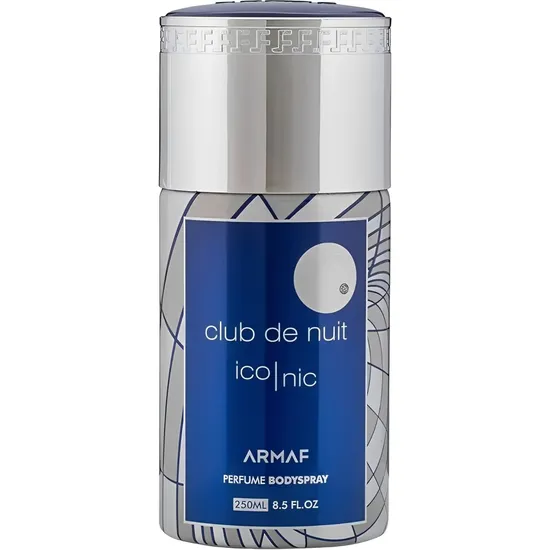 club de nuit
ico|nic
ARMAF
PERFUME BODYSPRAY
250ML 8.5 FL.OZ